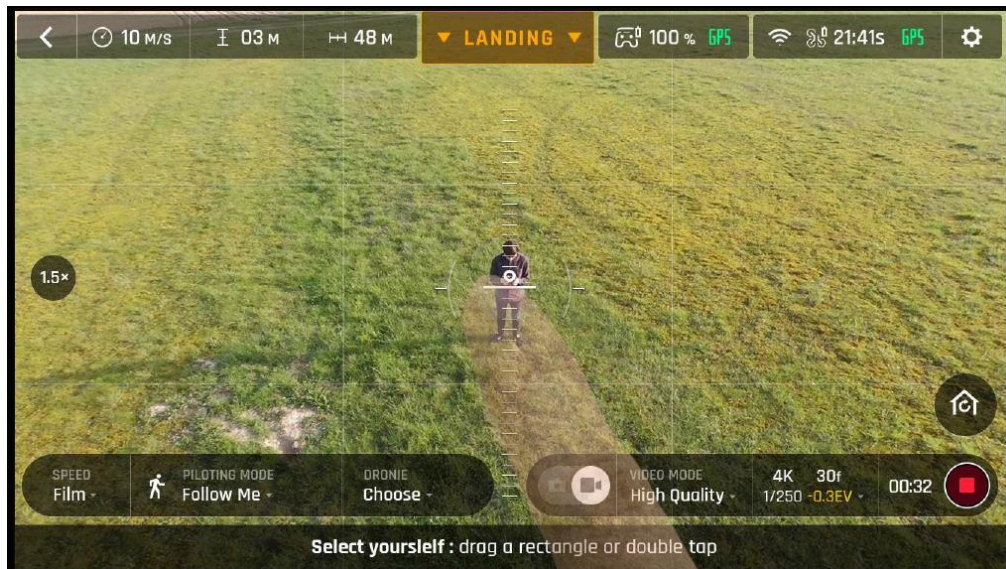 10 M/S
03 M
48 M
LANDING
100 %
GPS
21:41s
GPS
1.5×
SPEED
Film
PILOTING MODE
Follow Me
DRONIE
Choose
VIDEO MODE
High Quality
4K 30f
1/250 -0.3EV
00:32
Select yourslelf : drag a rectangle or double tap